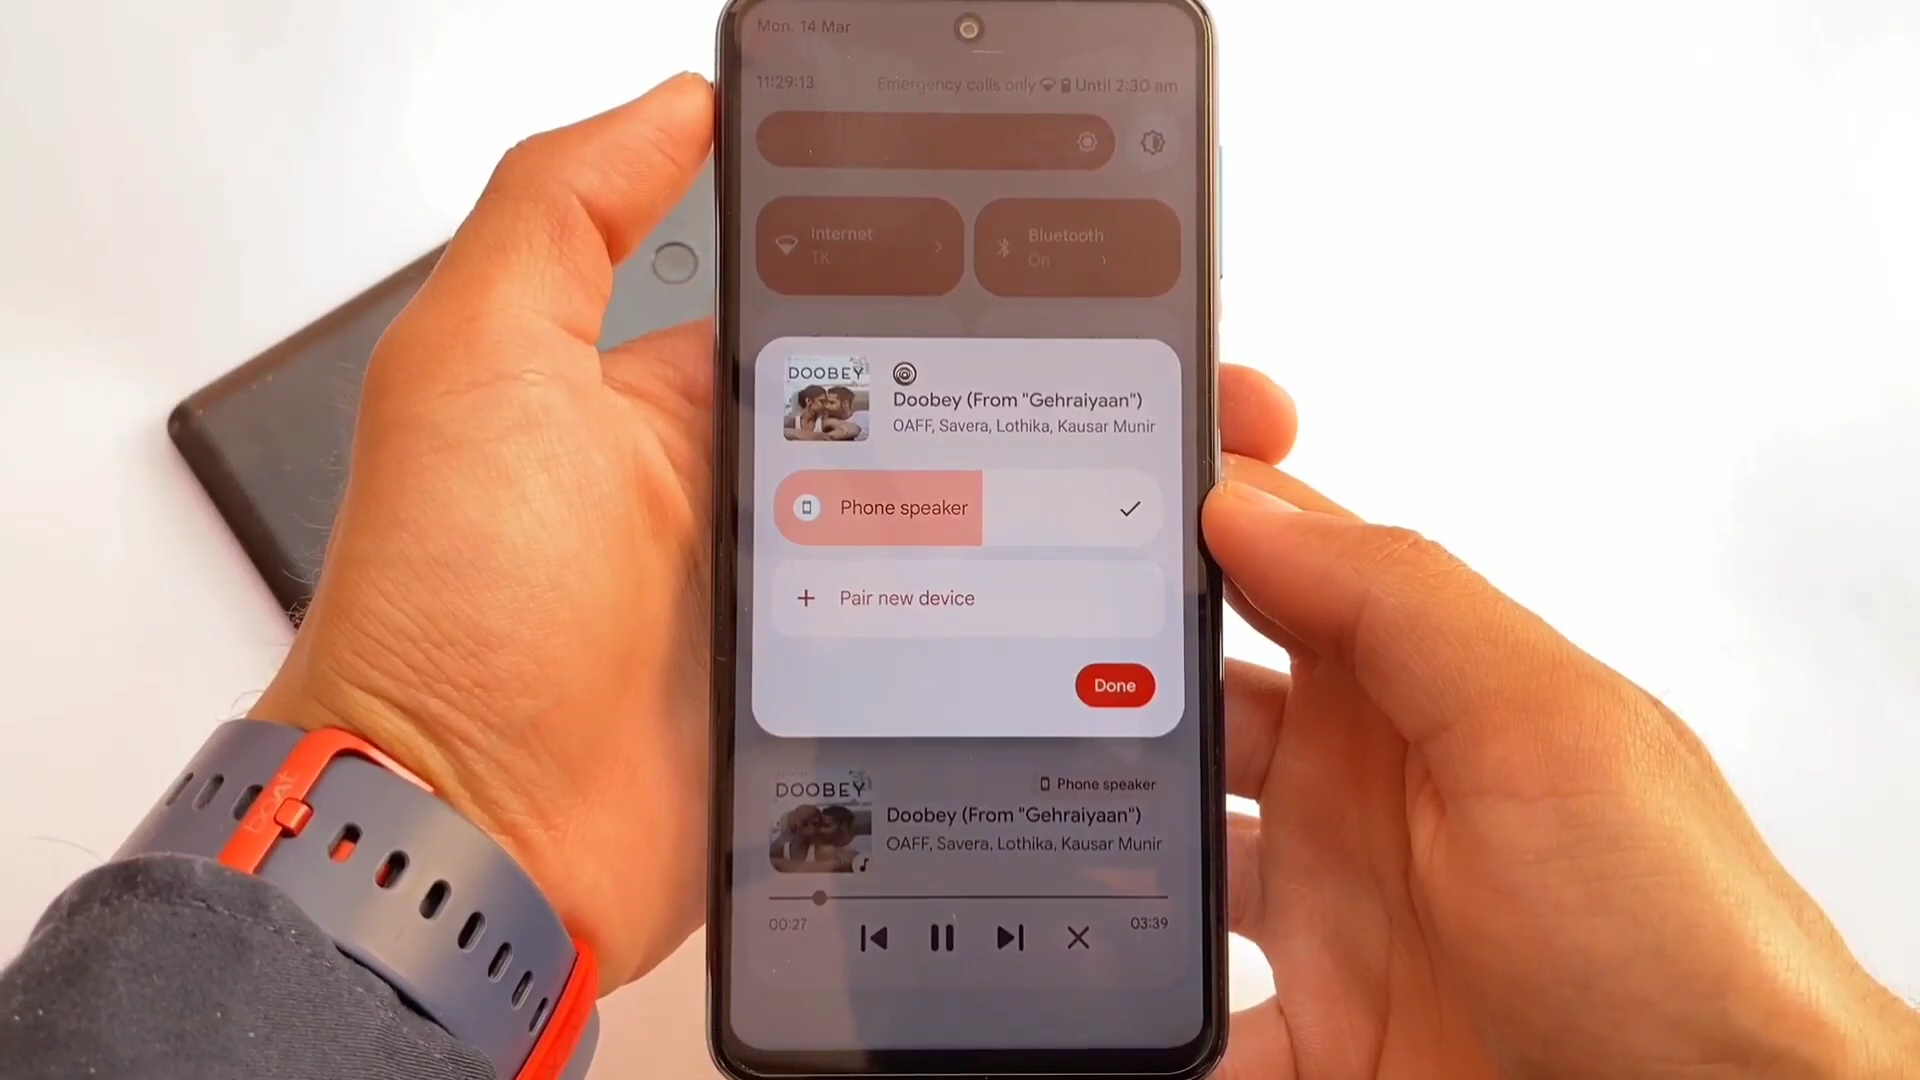 Mon, 14 Mar
11:29:13
Emergency calls only
Until 2:30 am
Internet
TK
Bluetooth
On
DOOBEY
Doobey (From "Gehraiyaan")
OAFF, Savera, Lothika, Kausar Munir
Phone speaker
Pair new device
Done
DOOBEY
Phone speaker
Doobey (From "Gehraiyaan")
OAFF, Savera, Lothika, Kausar Munir
00:27
03:39
boAt